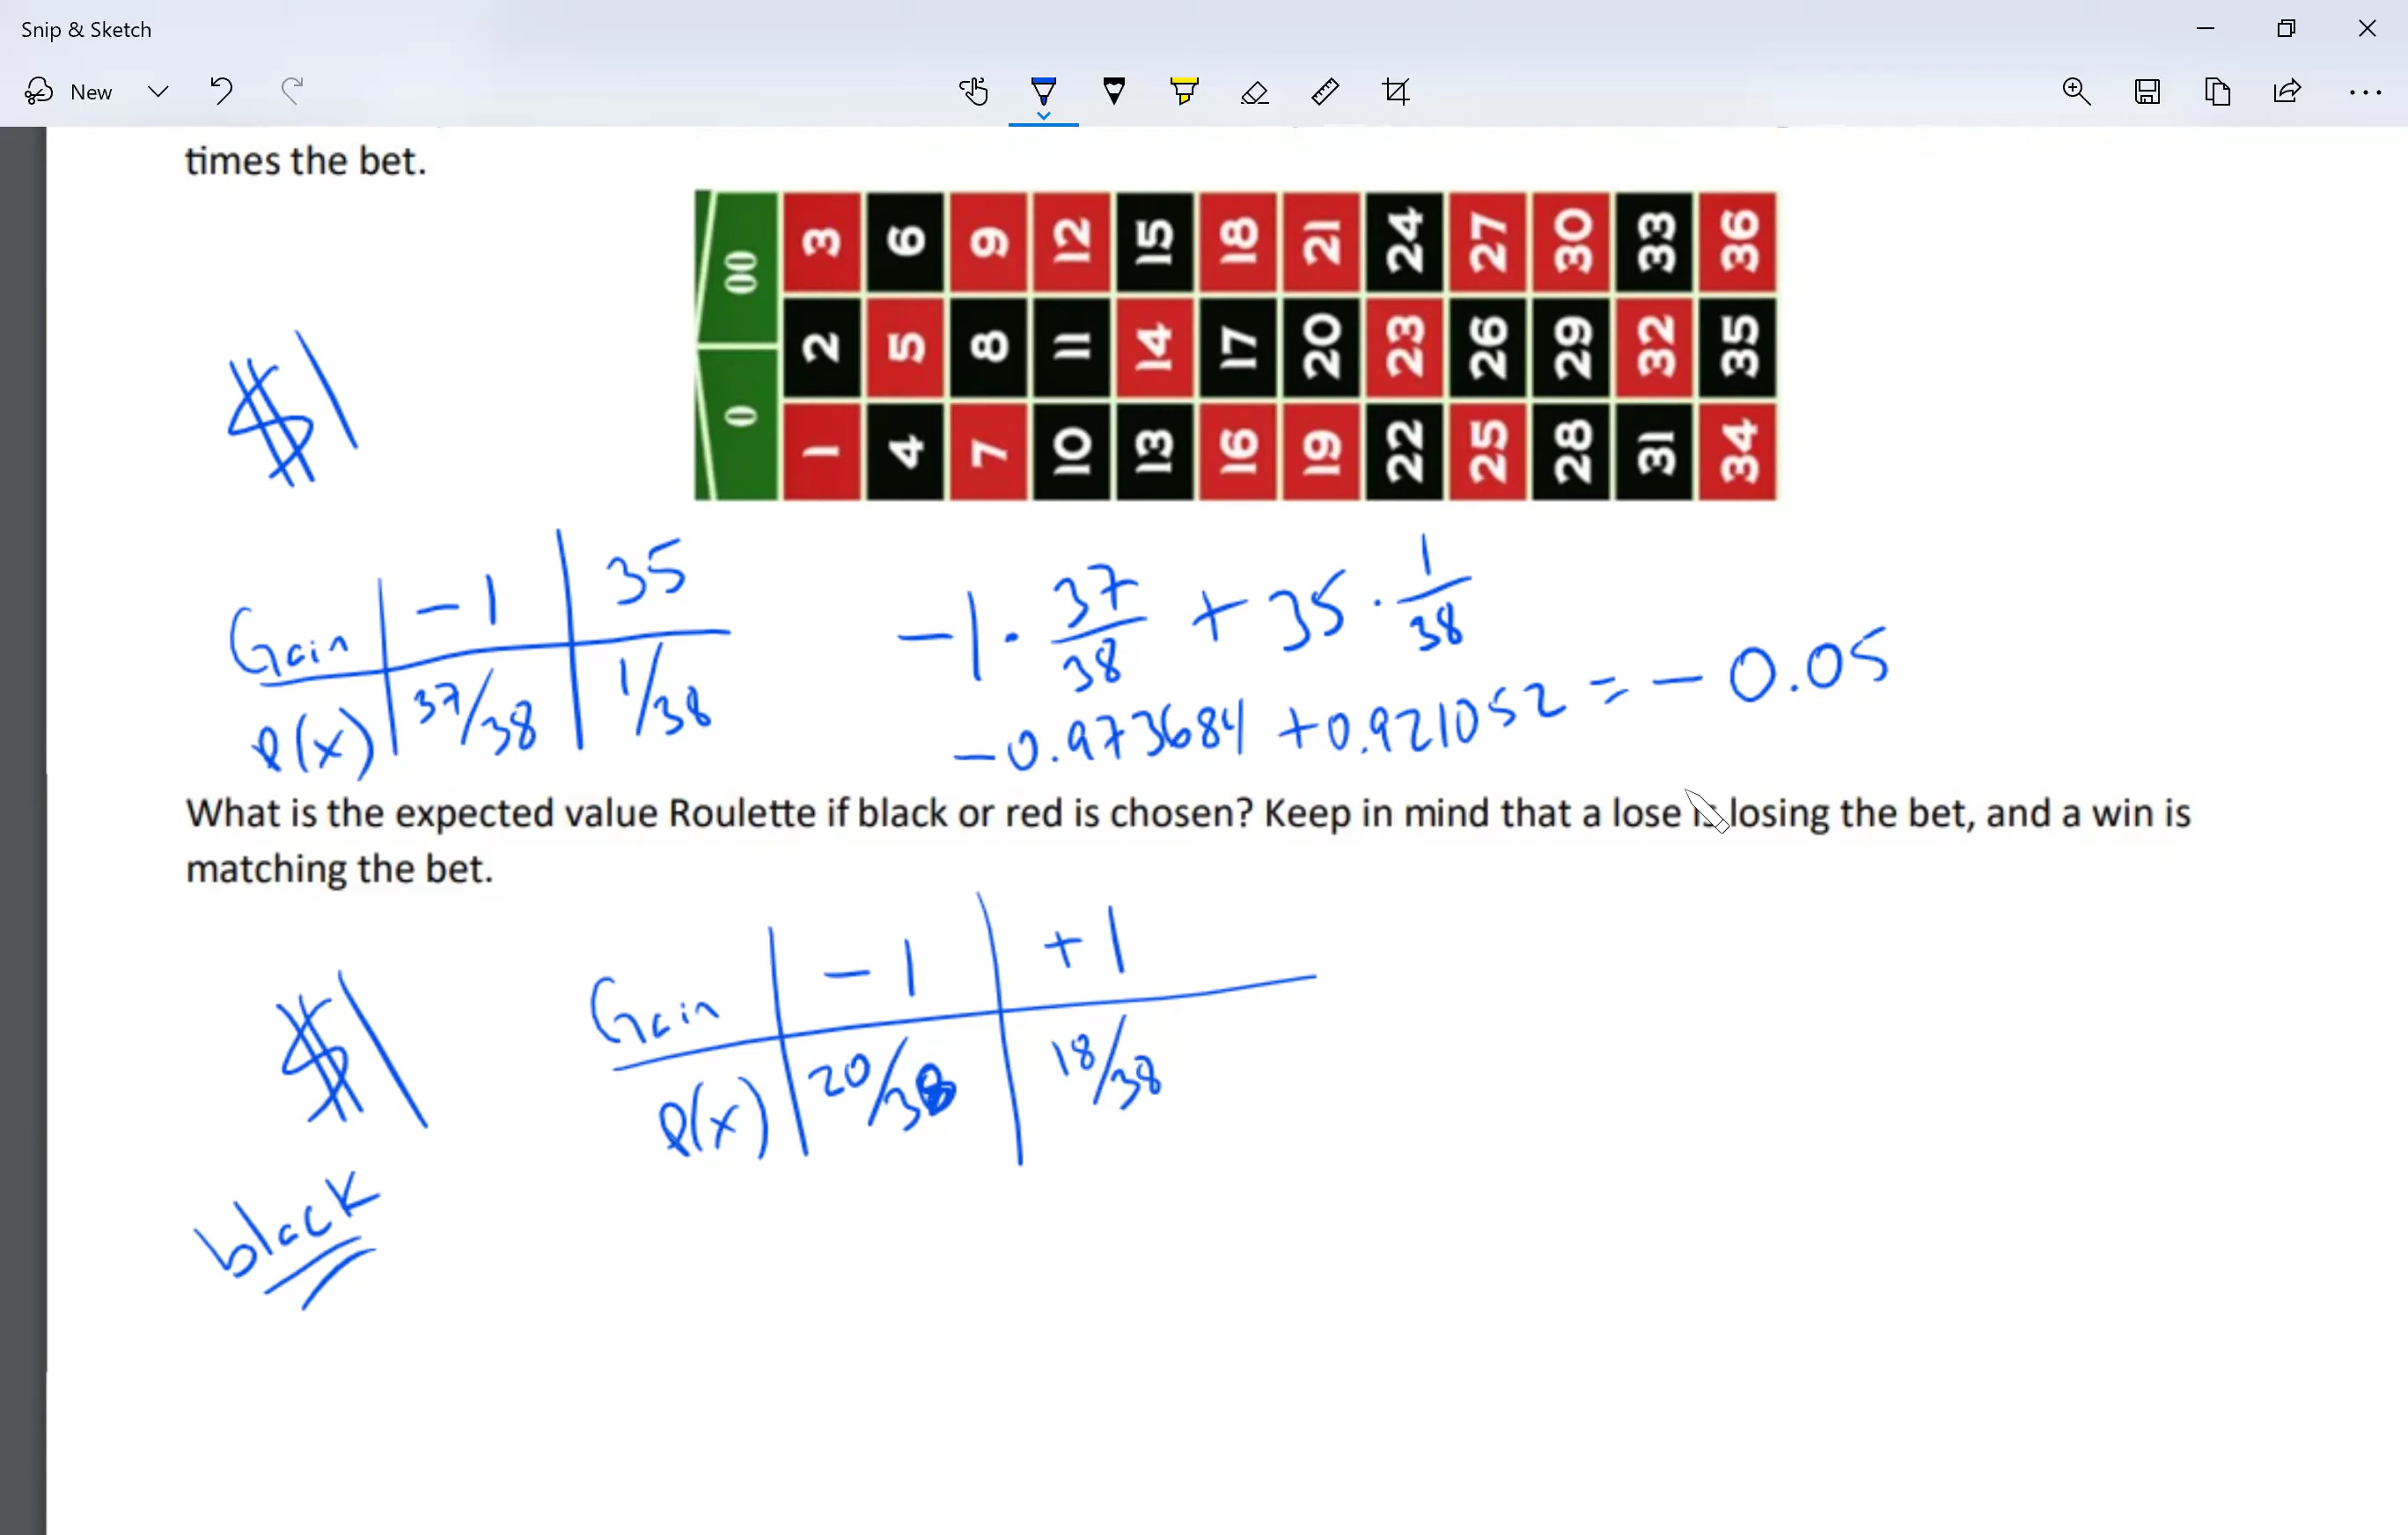 Snip & Sketch
New
times the bet.
00 3 6 9 12 15 18 21 24 27 30 33 36
2 5 8 11 14 17 20 23 26 29 32 35
0 1 4 7 10 13 16 19 22 25 28 31 34
$1
Gain -1 35
P(x) 37/38 1/38
-1 · 37/38 + 35 · 1/38
-0.973684 + 0.921052 = -0.05
What is the expected value Roulette if black or red is chosen? Keep in mind that a lose is losing the bet, and a win is
matching the bet.
$1
Gain -1 +1
P(x) 20/38 18/38
black